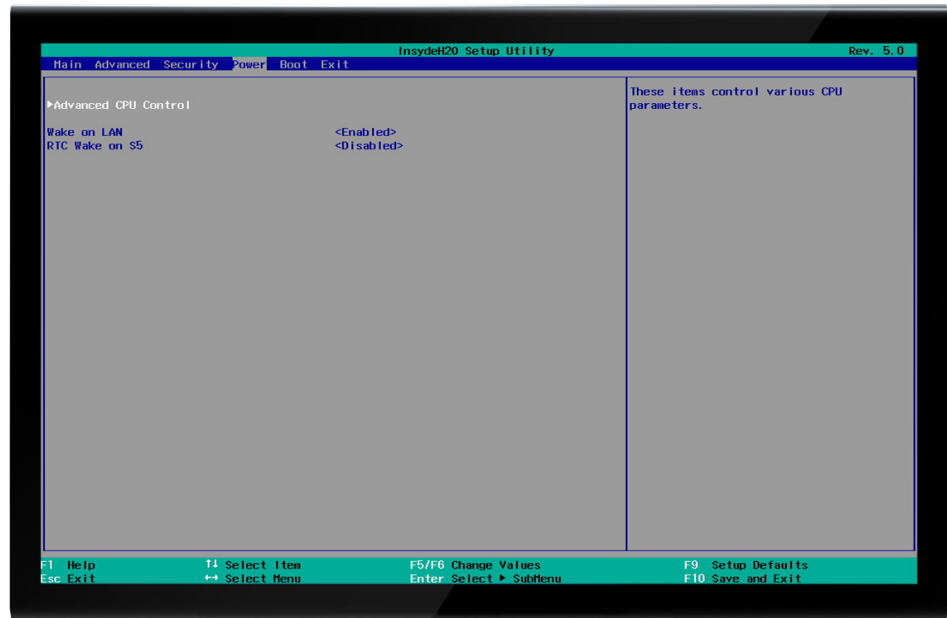 InsydeH20 Setup Utility Rev. 5.0
Main Advanced Security Power Boot Exit
▶Advanced CPU Control
These items control various CPU
parameters.
Wake on LAN <Enabled>
RTC Wake on S5 <Disabled>
F1 Help ↑↓ Select Item F5/F6 Change Values F9 Setup Defaults
Esc Exit ↔ Select Menu Enter Select ▶ SubMenu F10 Save and Exit